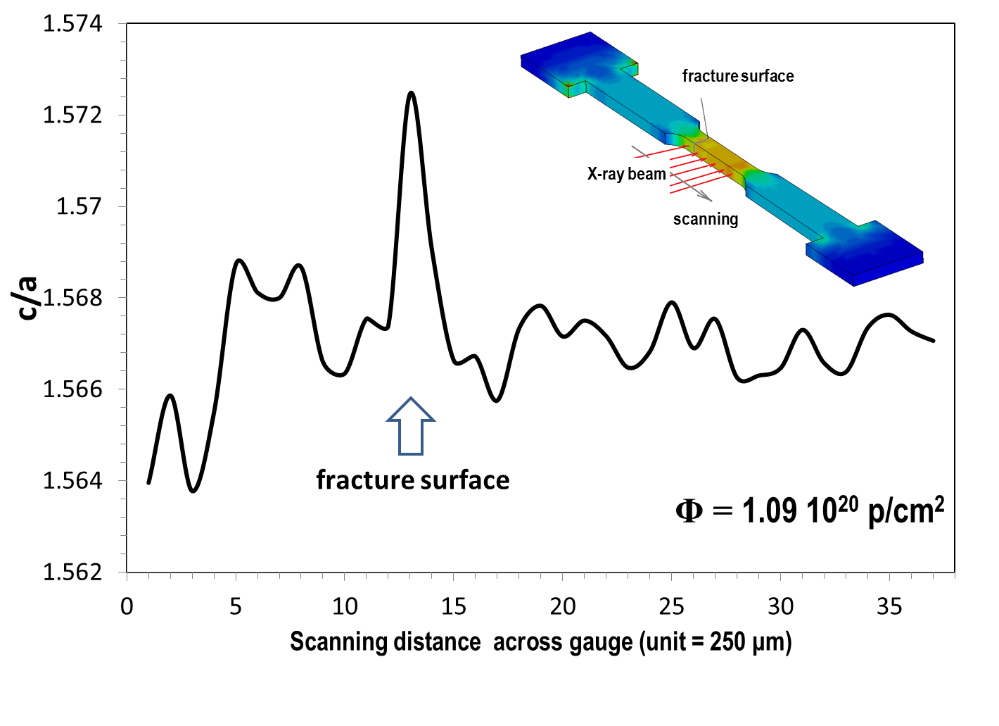 1.574
1.572
1.57
1.568
1.566
1.564
1.562
c/a
fracture surface
X-ray beam
scanning
fracture surface
Φ = 1.09 10²⁰ p/cm²
0 5 10 15 20 25 30 35
Scanning distance across gauge (unit = 250 µm)